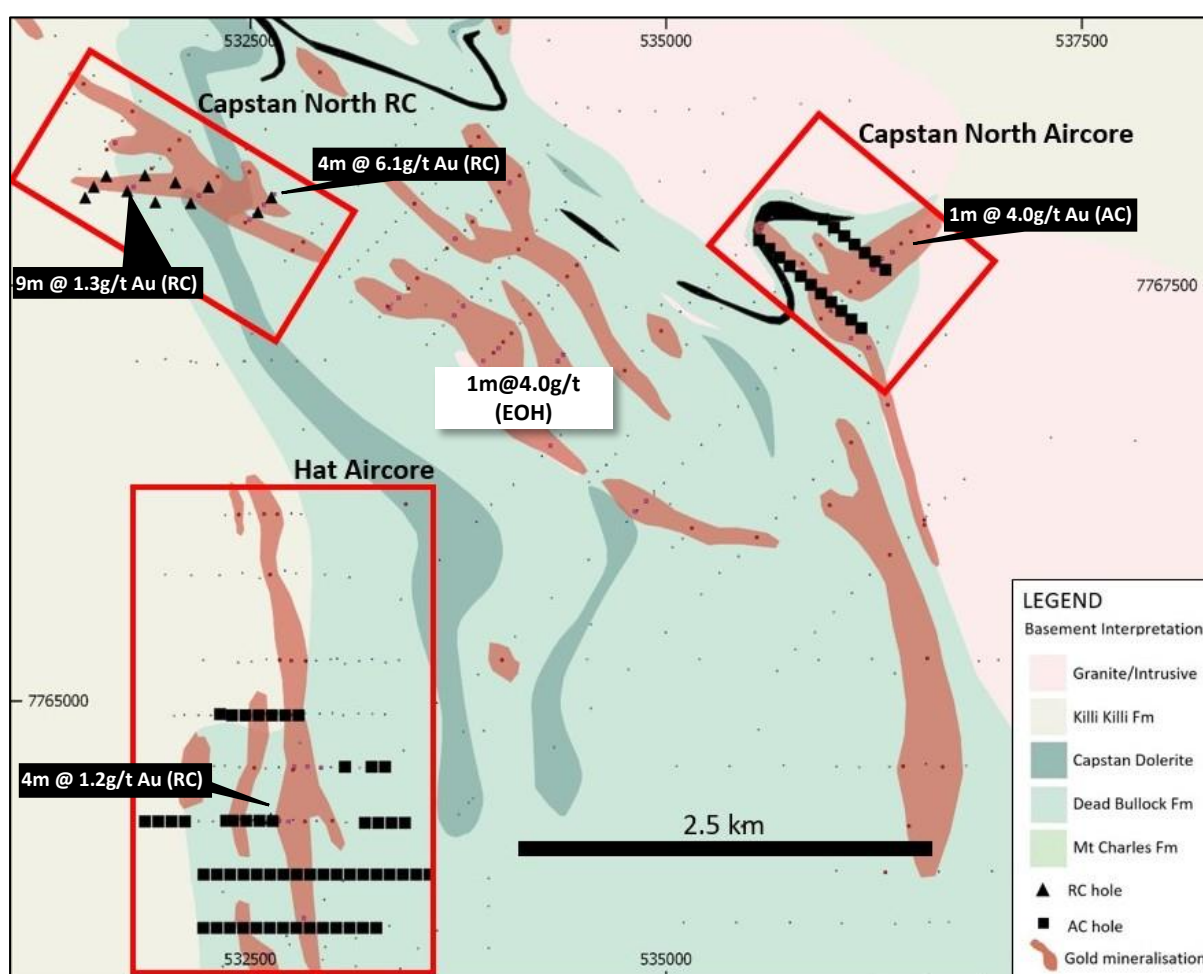 532500
535000
537500
Capstan North RC
Capstan North Aircore
4m @ 6.1g/t Au (RC)
1m @ 4.0g/t Au (AC)
9m @ 1.3g/t Au (RC)
7767500
1m@4.0g/t
(EOH)
Hat Aircore
7765000
4m @ 1.2g/t Au (RC)
2.5 km
LEGEND
Basement Interpretation
Granite/Intrusive
Killi Killi Fm
Capstan Dolerite
Dead Bullock Fm
Mt Charles Fm
RC hole
AC hole
Gold mineralisation
532500
535000